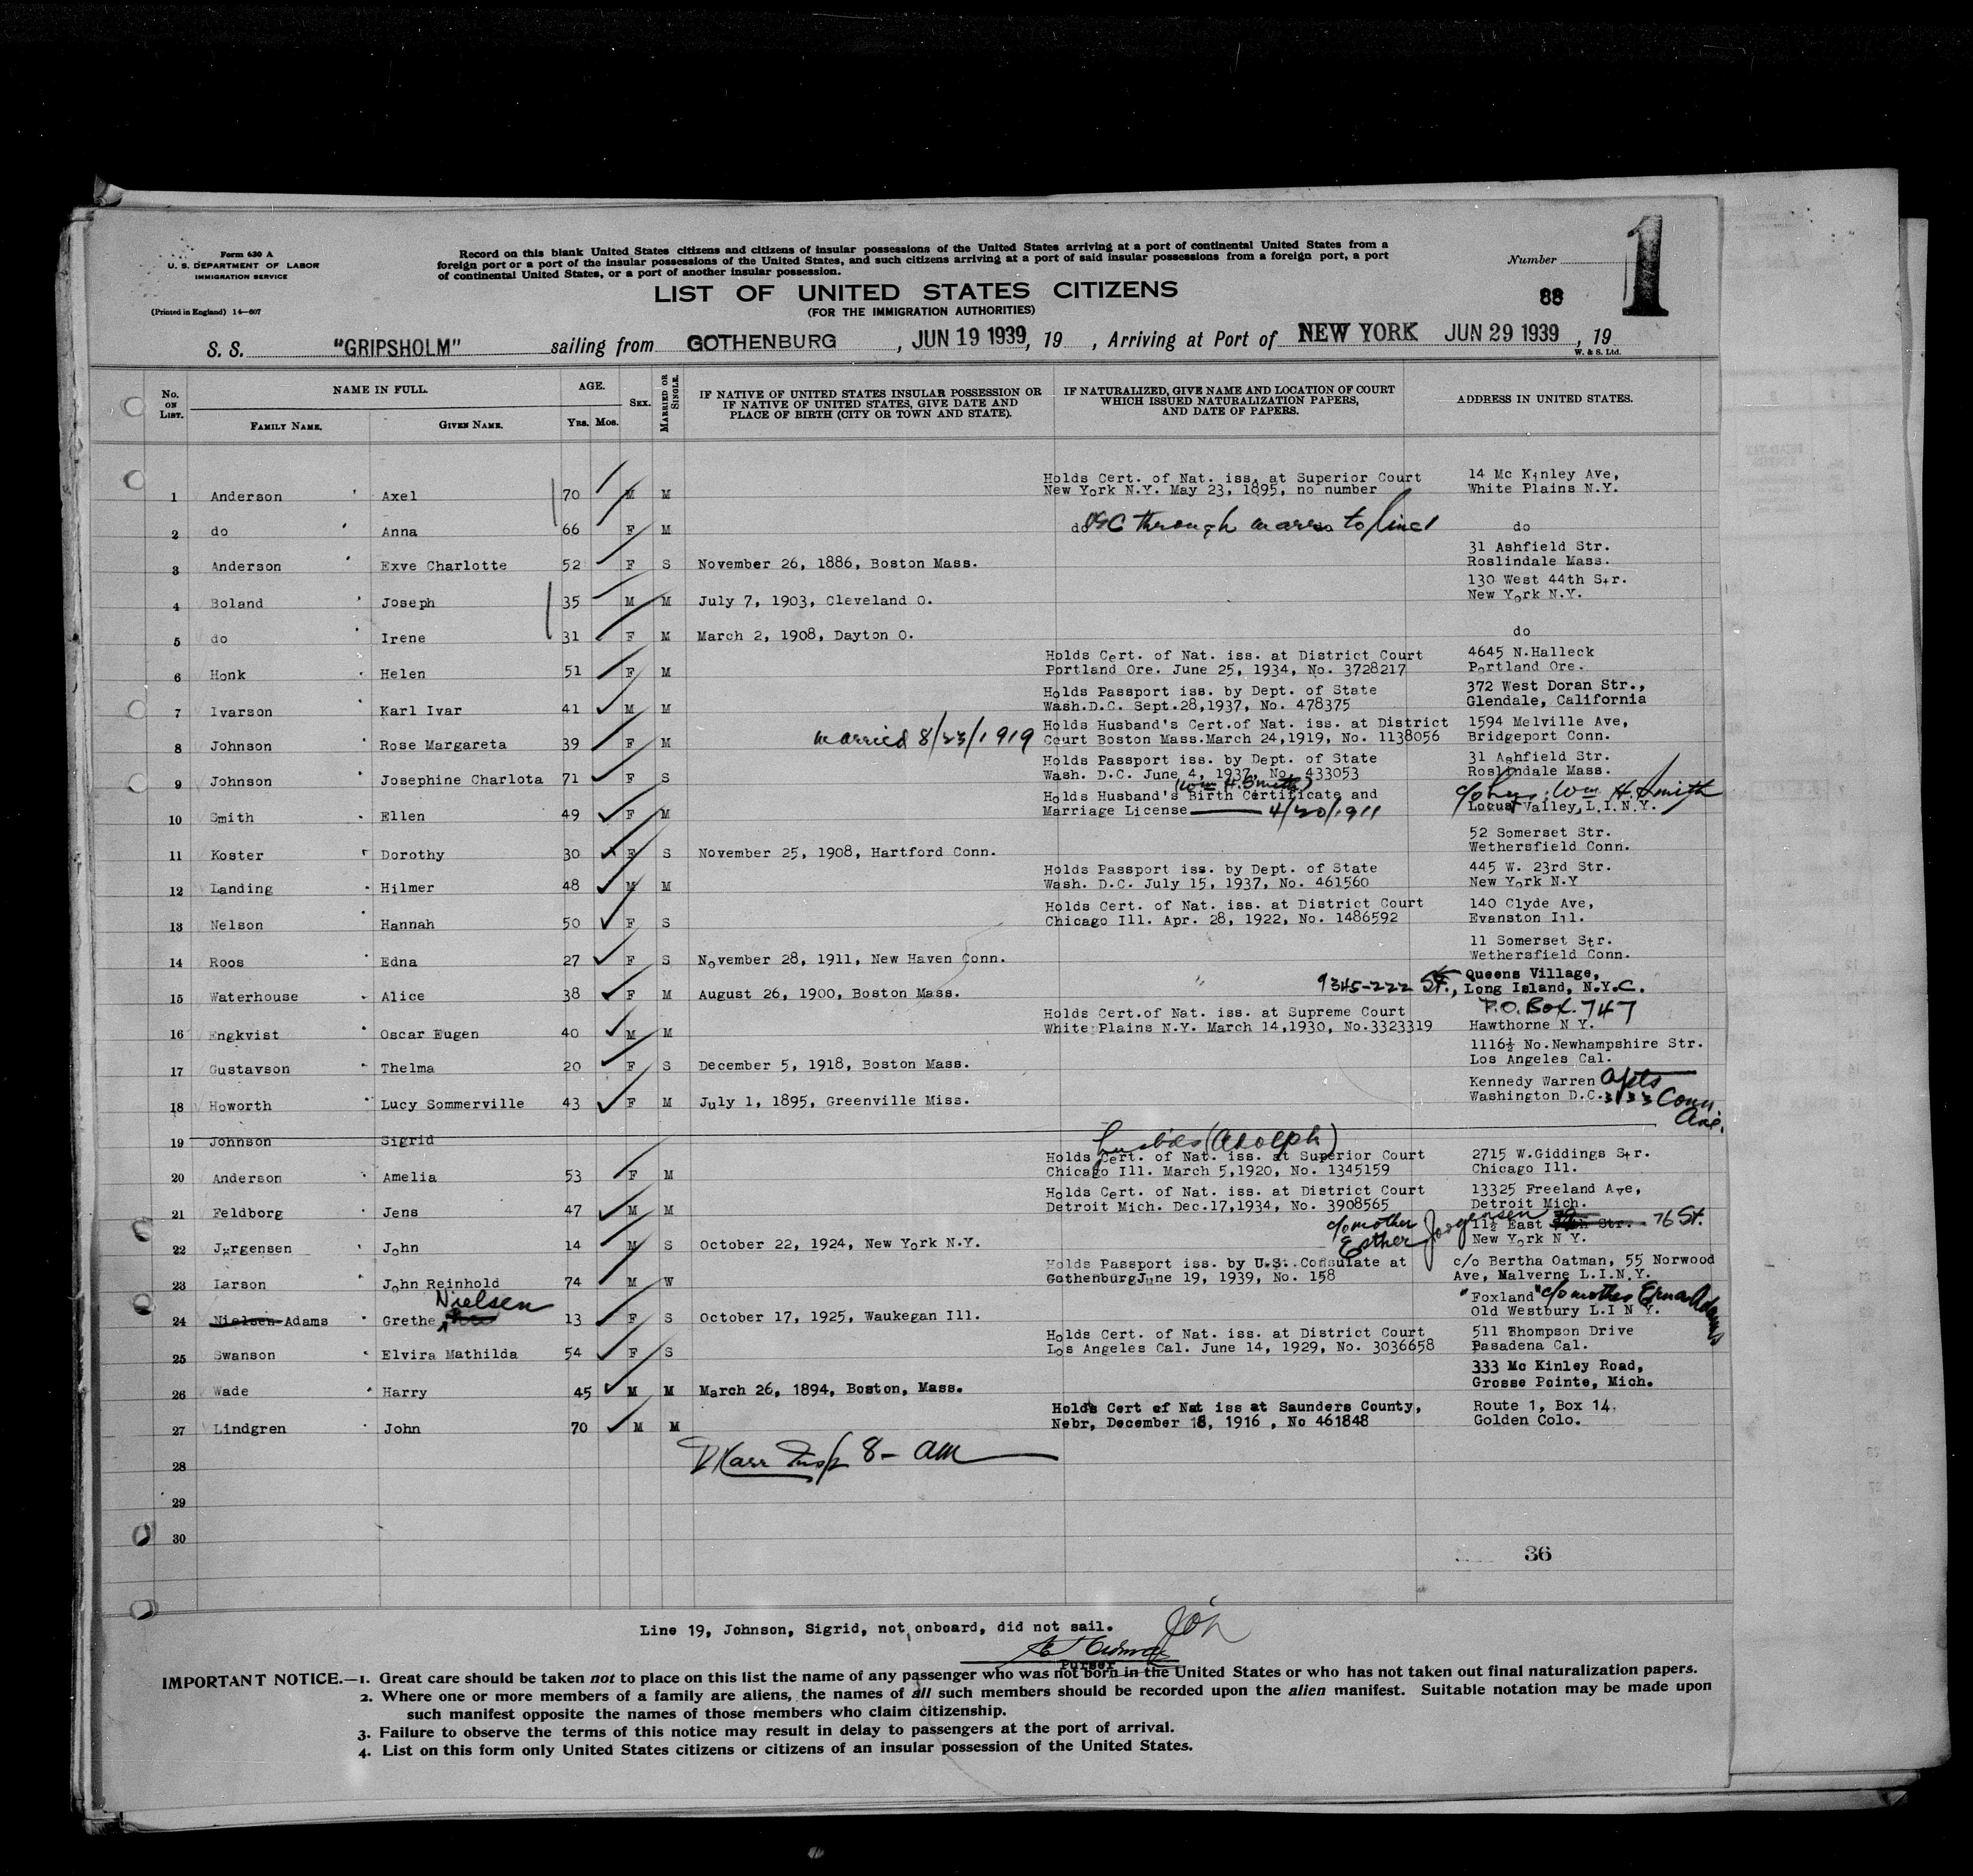 Form 630 A
U. S. DEPARTMENT OF LABOR
IMMIGRATION SERVICE
(Printed in England) 14—607
Record on this blank United States citizens and citizens of insular possessions of the United States arriving at a port of continental United States from a
foreign port or a port of the insular possessions of the United States, and such citizens arriving at a port of said insular possessions from a foreign port, a part
of continental United States, or a part of another insular possession.
Number
1
LIST OF UNITED STATES CITIZENS
(FOR THE IMMIGRATION AUTHORITIES)
88
S. S. "GRIPSHOLM" sailing from GOTHENBURG, JUN 19 1939, 19 , Arriving at Port of NEW YORK JUN 29 1939, 19
W. & S. Ltd.
No. ON LIST. NAME IN FULL. FAMILY NAME. GIVEN NAME. AGE. YRS. MOS. SEX. MARRIED OR SINGLE.
IF NATIVE OF UNITED STATES INSULAR POSSESSION OR
IF NATIVE OF UNITED STATES, GIVE DATE AND
PLACE OF BIRTH (CITY OR TOWN AND STATE).
IF NATURALIZED, GIVE NAME AND LOCATION OF COURT
WHICH ISSUED NATURALIZATION PAPERS,
AND DATE OF PAPERS.
ADDRESS IN UNITED STATES.
Holds Cert. of Nat. iss. at Superior Court 14 Mc Kinley Ave,
1 Anderson Axel 70 M M New York N.Y. May 23, 1895, no number White Plains N.Y.
2 do Anna 66 F M do through to line 1 do
31 Ashfield Str.
3 Anderson Exve Charlotte 52 F S November 26, 1886, Boston Mass. Roslindale Mass.
130 West 44th Str.
4 Boland Joseph 35 M M July 7, 1903, Cleveland O. New York N.Y.
5 do Irene 31 F M March 2, 1908, Dayton O. do
Holds Cert. of Nat. iss. at District Court 4645 N.Halleck
6 Honk Helen 51 F M Portland Ore. June 25, 1934, No. 3728217 Portland Ore.
Holds Passport iss. by Dept. of State 372 West Doran Str.,
7 Ivarson Karl Ivar 41 M M Wash.D.C. Sept.28,1937, No. 478375 Glendale, California
Holds Husband's Cert.of Nat. iss. at District 1594 Melville Ave,
8 Johnson Rose Margareta 39 F M married 8/23/1919 Court Boston Mass.March 24,1919, No. 1138056 Bridgeport Conn.
Holds Passport iss. by Dept. of State 31 Ashfield Str.
9 Johnson Josephine Charlota 71 F S Wash. D.C. June 4, 1937, No. 433053 Roslindale Mass.
(Wm H. Smith) c/o hus: Wm H. Smith
Holds Husband's Birth Certificate and
10 Smith Ellen 49 F M Marriage License 4/20/1911 Locust Valley, L.I.N.Y.
52 Somerset Str.
11 Koster Dorothy 30 F S November 25, 1908, Hartford Conn. Wethersfield Conn.
Holds Passport iss. by Dept. of State 445 W. 23rd Str.
12 Landing Hilmer 48 M M Wash. D.C. July 15, 1937, No. 461560 New York N.Y
Holds Cert. of Nat. iss. at District Court 140 Clyde Ave,
13 Nelson Hannah 50 F S Chicago Ill. Apr. 28, 1922, No. 1486592 Evanston Ill.
11 Somerset Str.
14 Roos Edna 27 F S November 28, 1911, New Haven Conn. Wethersfield Conn.
Queens Village,
15 Waterhouse Alice 38 F M August 26, 1900, Boston Mass. 9345-222 St., Long Island, N.Y.C.
P.O. Box. 747
Holds Cert.of Nat. iss. at Supreme Court
16 Engkvist Oscar Eugen 40 M M White Plains N.Y. March 14,1930, No.3323319 Hawthorne N Y.
1116½ No.Newhampshire Str.
17 Gustavson Thelma 20 F S December 5, 1918, Boston Mass. Los Angeles Cal.
Kennedy Warren Apts
18 Howorth Lucy Sommerville 43 F M July 1, 1895, Greenville Miss. Washington D.C. 3133 Conn. Ave.
19 Johnson Sigrid
husbds (Adolph)
Holds Cert. of Nat. iss. at Superior Court 2715 W.Giddings Str.
20 Anderson Amelia 53 F M Chicago Ill. March 5,1920, No. 1345159 Chicago Ill.
Holds Cert. of Nat. iss. at District Court 13325 Freeland Ave,
21 Feldborg Jens 47 M M Detroit Mich. Dec.17,1934, No. 3908565 Detroit Mich.
c/o mother Esther Jorgensen 11½ East 76 St.
22 Jørgensen John 14 M S October 22, 1924, New York N.Y. New York N Y.
Holds Passport iss. by U.S. Consulate at c/o Bertha Oatman, 55 Norwood
23 Larson John Reinhold 74 M W Gothenburg June 19, 1939, No. 158 Ave, Malverne L.I.N.Y.
Nielsen "Foxland" c/o mother Erna Adams
24 Nielsen-Adams Grethe 13 F S October 17, 1925, Waukegan Ill. Old Westbury L.I N Y.
Holds Cert. of Nat. iss. at District Court 511 Thompson Drive
25 Swanson Elvira Mathilda 54 F S Los Angeles Cal. June 14, 1929, No. 3036658 Pasadena Cal.
333 Mc Kinley Road,
26 Wade Harry 45 M M March 26, 1894, Boston, Mass. Grosse Pointe, Mich.
Holds Cert of Nat iss at Saunders County, Route 1, Box 14.
27 Lindgren John 70 M M Nebr, December 18, 1916 , No 461848 Golden Colo.
28 Insp 8- AM
29
30
36
Line 19, Johnson, Sigrid, not onboard, did not sail.
Purser
IMPORTANT NOTICE.—1. Great care should be taken not to place on this list the name of any passenger who was not born in the United States or who has not taken out final naturalization papers.
2. Where one or more members of a family are aliens, the names of all such members should be recorded upon the alien manifest. Suitable notation may be made upon
such manifest opposite the names of those members who claim citizenship.
3. Failure to observe the terms of this notice may result in delay to passengers at the port of arrival.
4. List on this form only United States citizens or citizens of an insular possession of the United States.